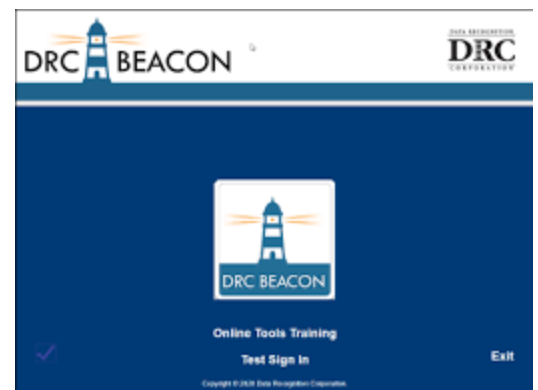 DRC BEACON
DATA RECOGNITION
DRC
CORPORATION
DRC BEACON
Online Tools Training
Test Sign In
Exit
Copyright © 2020 Data Recognition Corporation.